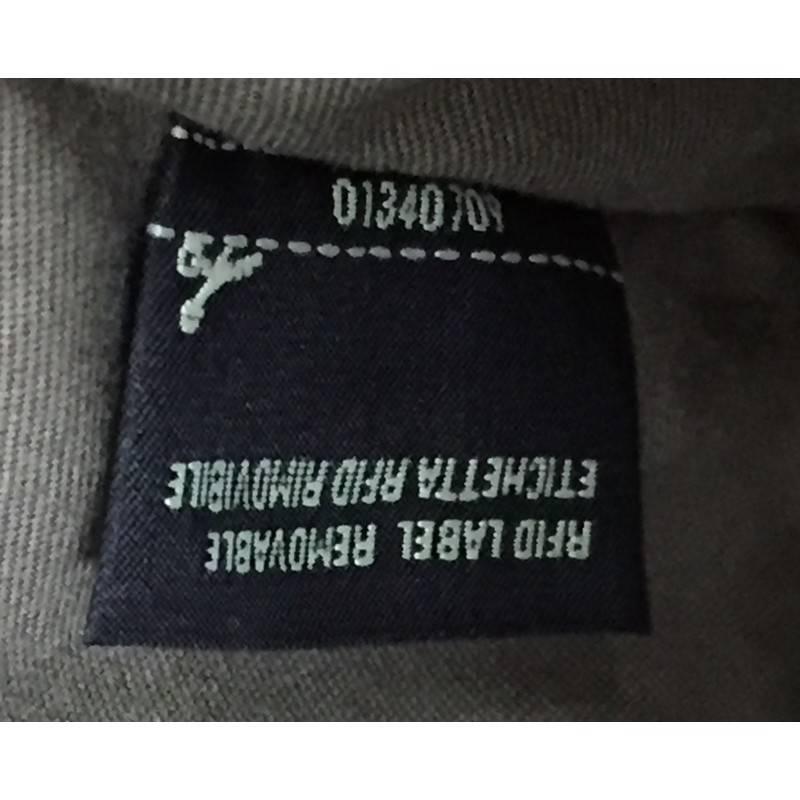 01340709
RFID LABEL REMOVABLE
ETICHETTA RFID RIMOVIBILE